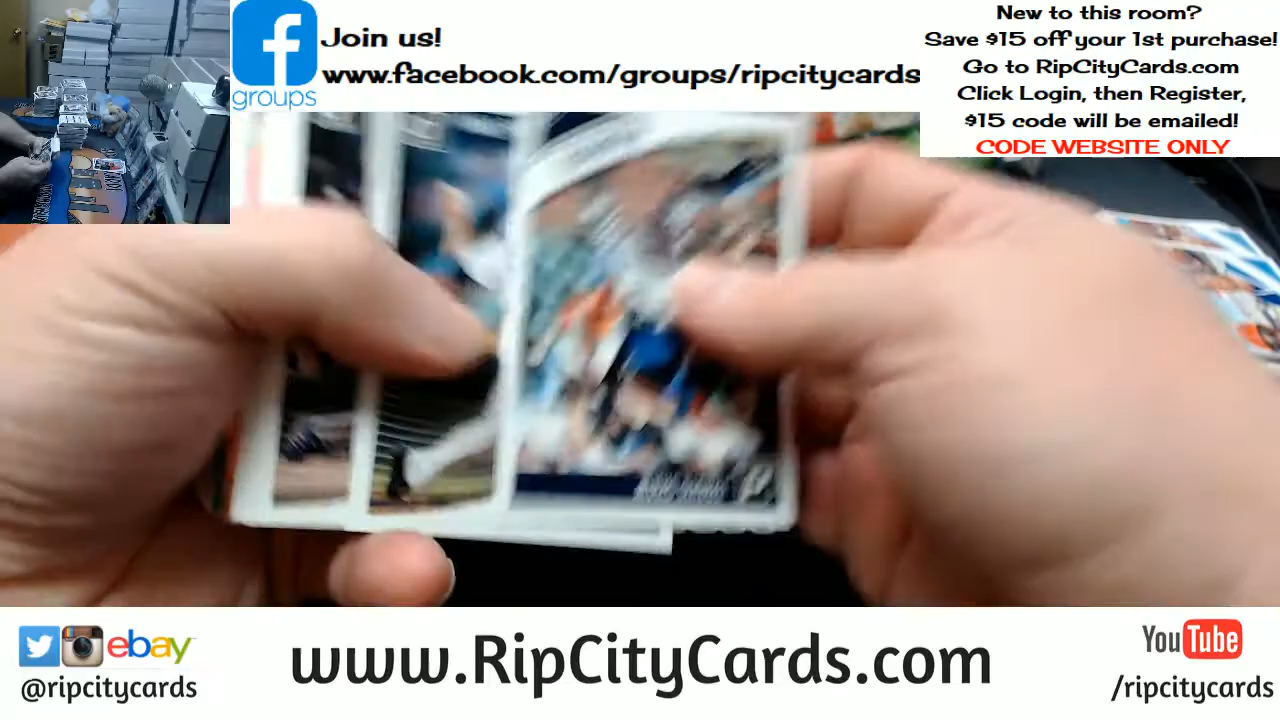 Join us!
www.facebook.com/groups/ripcitycards
groups
New to this room?
Save $15 off your 1st purchase!
Go to RipCityCards.com
Click Login, then Register,
$15 code will be emailed!
CODE WEBSITE ONLY
ebay
@ripcitycards
www.RipCityCards.com
YouTube
/ripcitycards